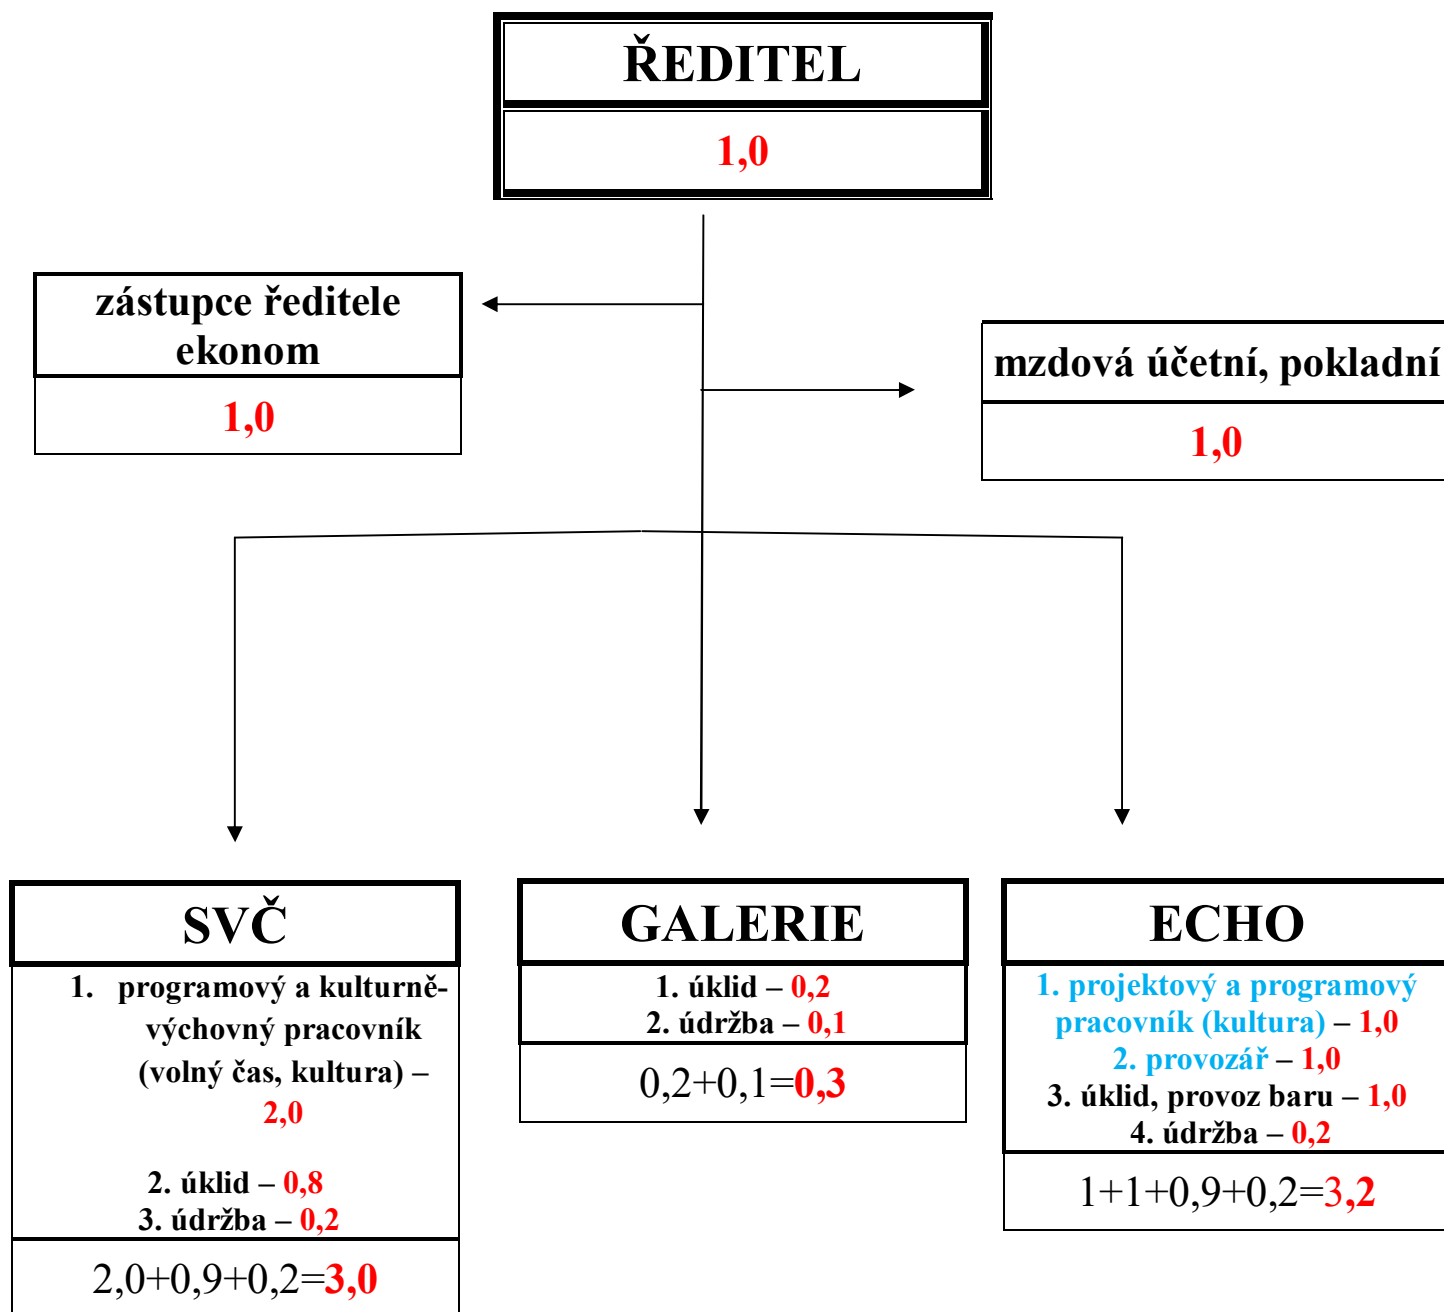 ŘEDITEL
1,0
zástupce ředitele
ekonom
1,0
mzdová účetní, pokladní
1,0
SVČ
1. programový a kulturně-
výchovný pracovník
(volný čas, kultura) –
2,0
2. úklid – 0,8
3. údržba – 0,2
2,0+0,9+0,2=3,0
GALERIE
1. úklid – 0,2
2. údržba – 0,1
0,2+0,1=0,3
ECHO
1. projektový a programový
pracovník (kultura) – 1,0
2. provozář – 1,0
3. úklid, provoz baru – 1,0
4. údržba – 0,2
1+1+0,9+0,2=3,2